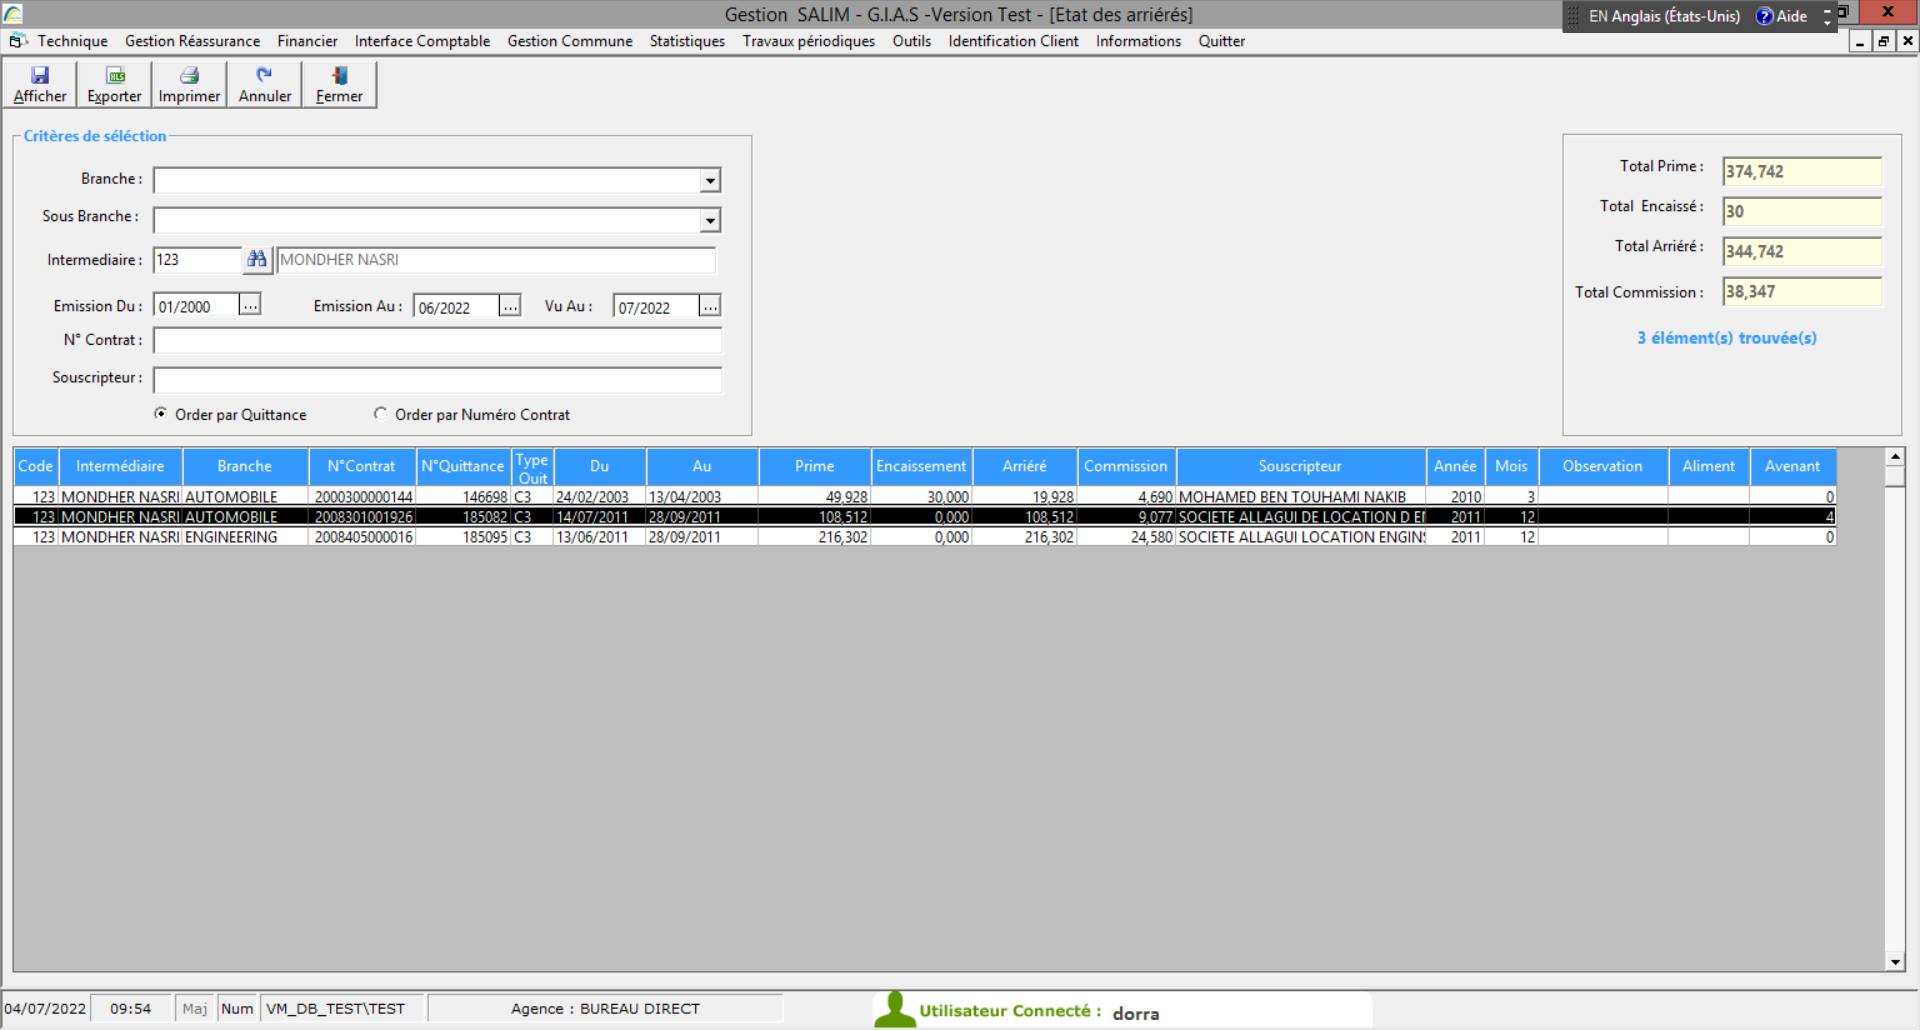 Gestion SALIM - G.I.A.S -Version Test - [Etat des arriérés]
EN Anglais (États-Unis) ? Aide
Technique Gestion Réassurance Financier Interface Comptable Gestion Commune Statistiques Travaux périodiques Outils Identification Client Informations Quitter
Afficher Exporter Imprimer Annuler Fermer
Critères de séléction
Branche :
Sous Branche :
Intermediaire : 123 MONDHER NASRI
Emission Du : 01/2000 ... Emission Au : 06/2022 ... Vu Au : 07/2022 ...
N° Contrat :
Souscripteur :
Order par Quittance Order par Numéro Contrat
Total Prime : 374,742
Total Encaissé : 30
Total Arriéré : 344,742
Total Commission : 38,347
3 élément(s) trouvée(s)
Code Intermédiaire Branche N°Contrat N°Quittance Type Quit Du Au Prime Encaissement Arriéré Commission Souscripteur Année Mois Observation Aliment Avenant
123 MONDHER NASRI AUTOMOBILE 2000300000144 146698 C3 24/02/2003 13/04/2003 49,928 30,000 19,928 4,690 MOHAMED BEN TOUHAMI NAKIB 2010 3 0
123 MONDHER NASRI AUTOMOBILE 2008301001926 185082 C3 14/07/2011 28/09/2011 108,512 0,000 108,512 9,077 SOCIETE ALLAGUI DE LOCATION D EN 2011 12 4
123 MONDHER NASRI ENGINEERING 2008405000016 185095 C3 13/06/2011 28/09/2011 216,302 0,000 216,302 24,580 SOCIETE ALLAGUI LOCATION ENGINS 2011 12 0
04/07/2022 09:54 Maj Num VM_DB_TEST\TEST Agence : BUREAU DIRECT Utilisateur Connecté : dorra